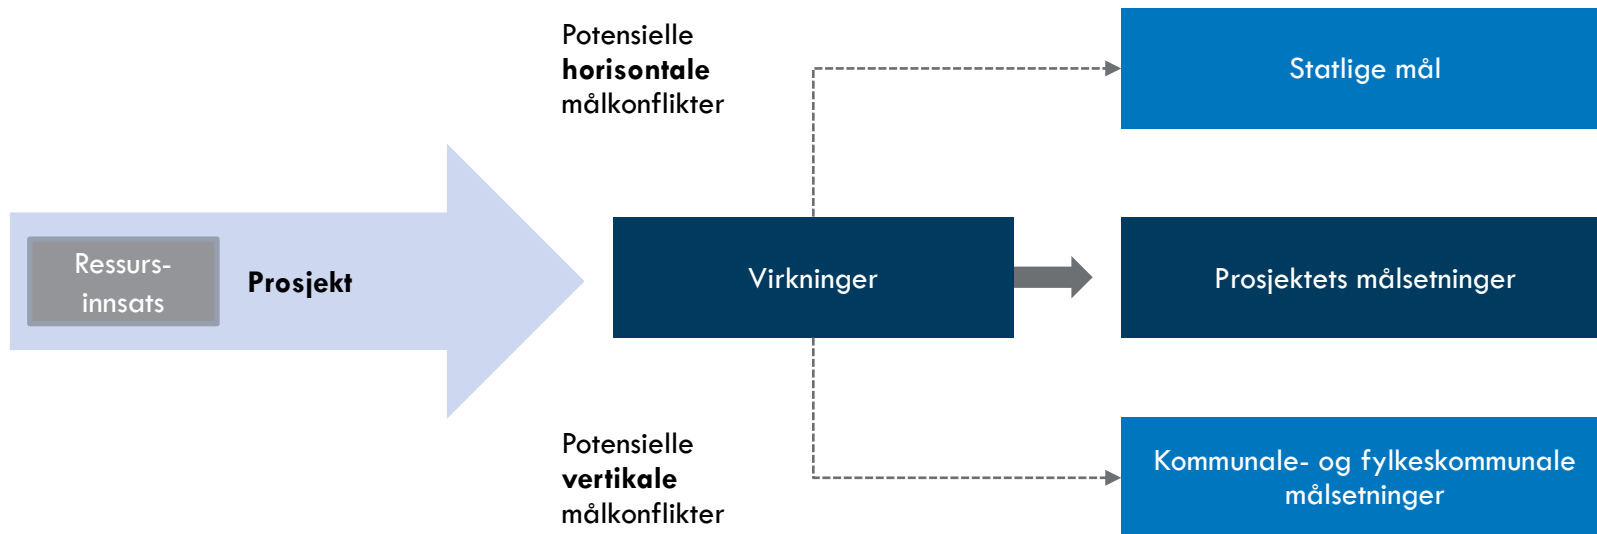 Potensielle
horisontale
målkonflikter
Statlige mål
Ressurs-
innsats
Prosjekt
Virkninger
Prosjektets målsetninger
Potensielle
vertikale
målkonflikter
Kommunale- og fylkeskommunale
målsetninger